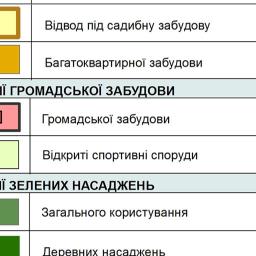 Відвод під садибну забудову
Багатоквартирної забудови
ГРОМАДСЬКОЇ ЗАБУДОВИ
Громадської забудови
Відкриті спортивні споруди
ЗЕЛЕНИХ НАСАДЖЕНЬ
Загального користування
Деревних насаджень